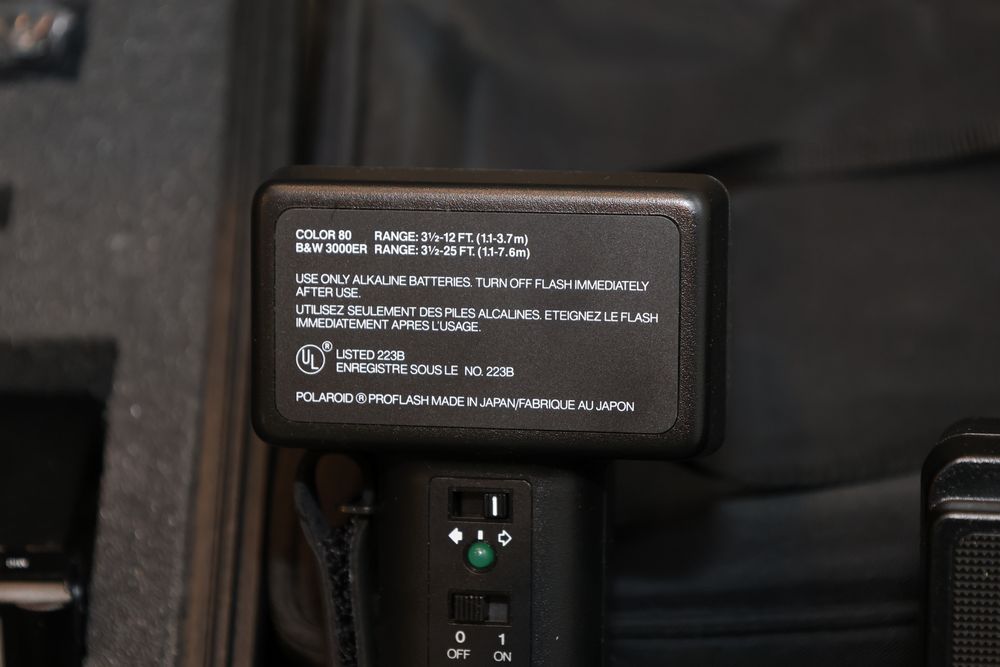 COLOR 80 RANGE: 3½-12 FT. (1.1-3.7m)
B&W 3000ER RANGE: 3½-25 FT. (1.1-7.6m)
USE ONLY ALKALINE BATTERIES. TURN OFF FLASH IMMEDIATELY
AFTER USE.
UTILISEZ SEULEMENT DES PILES ALCALINES. ETEIGNEZ LE FLASH
IMMEDIATEMENT APRES L'USAGE.
UL® LISTED 223B
ENREGISTRE SOUS LE NO. 223B
POLAROID ® PROFLASH MADE IN JAPAN/FABRIQUE AU JAPON
0 1
OFF ON